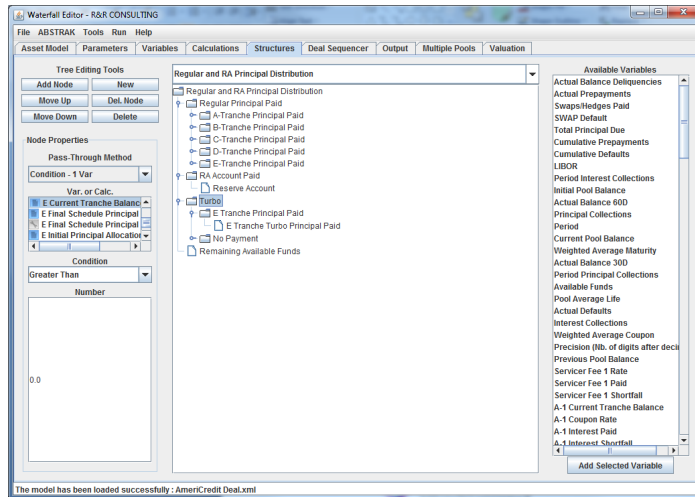 Waterfall Editor - R&R CONSULTING
File ABSTRAK Tools Run Help
Asset Model Parameters Variables Calculations Structures Deal Sequencer Output Multiple Pools Valuation
Tree Editing Tools
Add Node New
Move Up Del. Node
Move Down Delete
Node Properties
Pass-Through Method
Condition - 1 Var
Var. or Calc.
E Current Tranche Balanc
E Final Schedule Principal
E Final Schedule Principal
E Initial Principal Allocation
Condition
Greater Than
Number
0.0
Regular and RA Principal Distribution
Regular and RA Principal Distribution
Regular Principal Paid
A-Tranche Principal Paid
B-Tranche Principal Paid
C-Tranche Principal Paid
D-Tranche Principal Paid
E-Tranche Principal Paid
RA Account Paid
Reserve Account
Turbo
E Tranche Principal Paid
E Tranche Turbo Principal Paid
No Payment
Remaining Available Funds
Available Variables
Actual Balance Deliquencies
Actual Prepayments
Swaps/Hedges Paid
SWAP Default
Total Principal Due
Cumulative Prepayments
Cumulative Defaults
LIBOR
Period Interest Collections
Initial Pool Balance
Actual Balance 60D
Principal Collections
Period
Current Pool Balance
Weighted Average Maturity
Actual Balance 30D
Period Principal Collections
Available Funds
Pool Average Life
Actual Defaults
Interest Collections
Weighted Average Coupon
Precision (Nb. of digits after deci
Previous Pool Balance
Servicer Fee 1 Rate
Servicer Fee 1 Paid
Servicer Fee 1 Shortfall
A-1 Current Tranche Balance
A-1 Coupon Rate
A-1 Interest Paid
A-1 Interest Shortfall
Add Selected Variable
The model has been loaded successfully : AmeriCredit Deal.xml